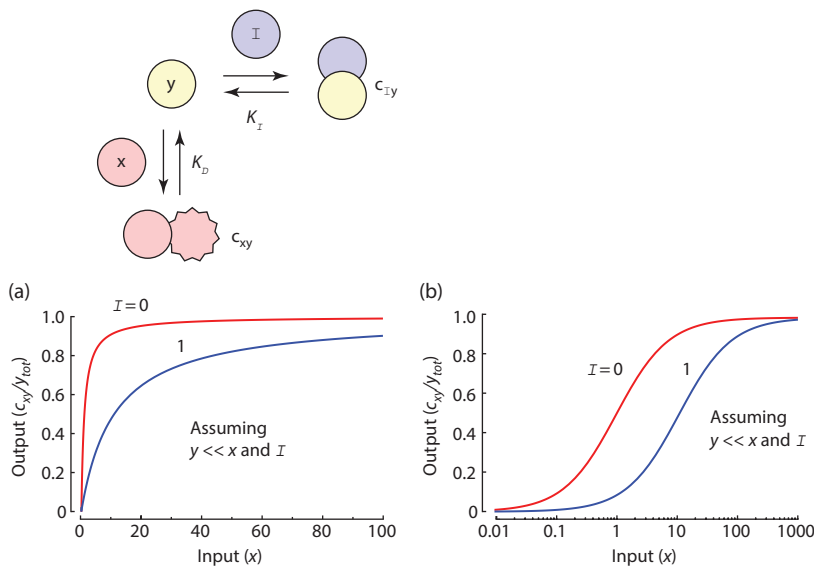 I
y
c_Iy
K_I
x
K_D
c_xy
(a)
I = 0
1
Assuming
y << x and I
Output (c_xy/y_tot)
1.0
0.8
0.6
0.4
0.2
0
0 20 40 60 80 100
Input (x)
(b)
I = 0
1
Assuming
y << x and I
Output (c_xy/y_tot)
1.0
0.8
0.6
0.4
0.2
0
0.01 0.1 1 10 100 1000
Input (x)